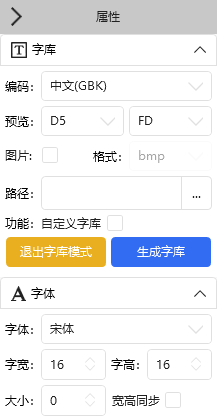 属性
字库
编码: 中文(GBK)
预览: D5 FD
图片: 格式: bmp
路径: ...
功能: 自定义字库
退出字库模式 生成字库
字体
字体: 宋体
字宽: 16 字高: 16
大小: 0 宽高同步